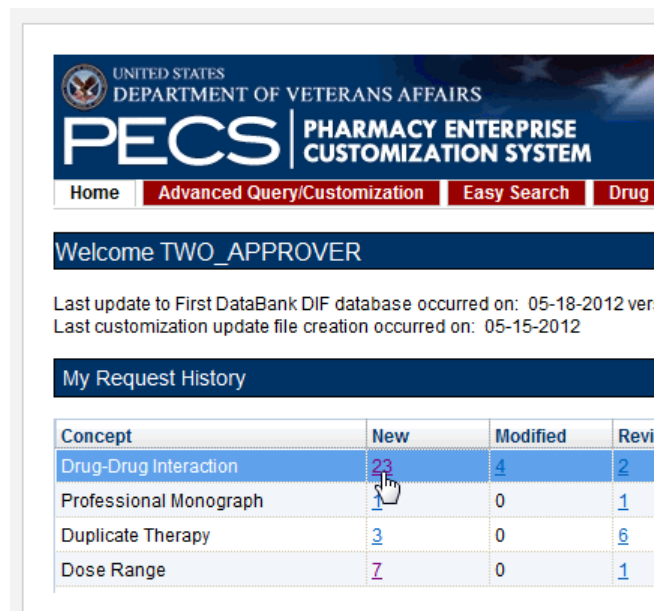 UNITED STATES
DEPARTMENT OF VETERANS AFFAIRS
PECS PHARMACY ENTERPRISE
CUSTOMIZATION SYSTEM
Home Advanced Query/Customization Easy Search Drug
Welcome TWO_APPROVER
Last update to First DataBank DIF database occurred on: 05-18-2012 ver
Last customization update file creation occurred on: 05-15-2012
My Request History
Concept New Modified Revi
Drug-Drug Interaction 23 4 2
Professional Monograph 1 0 1
Duplicate Therapy 3 0 6
Dose Range 7 0 1